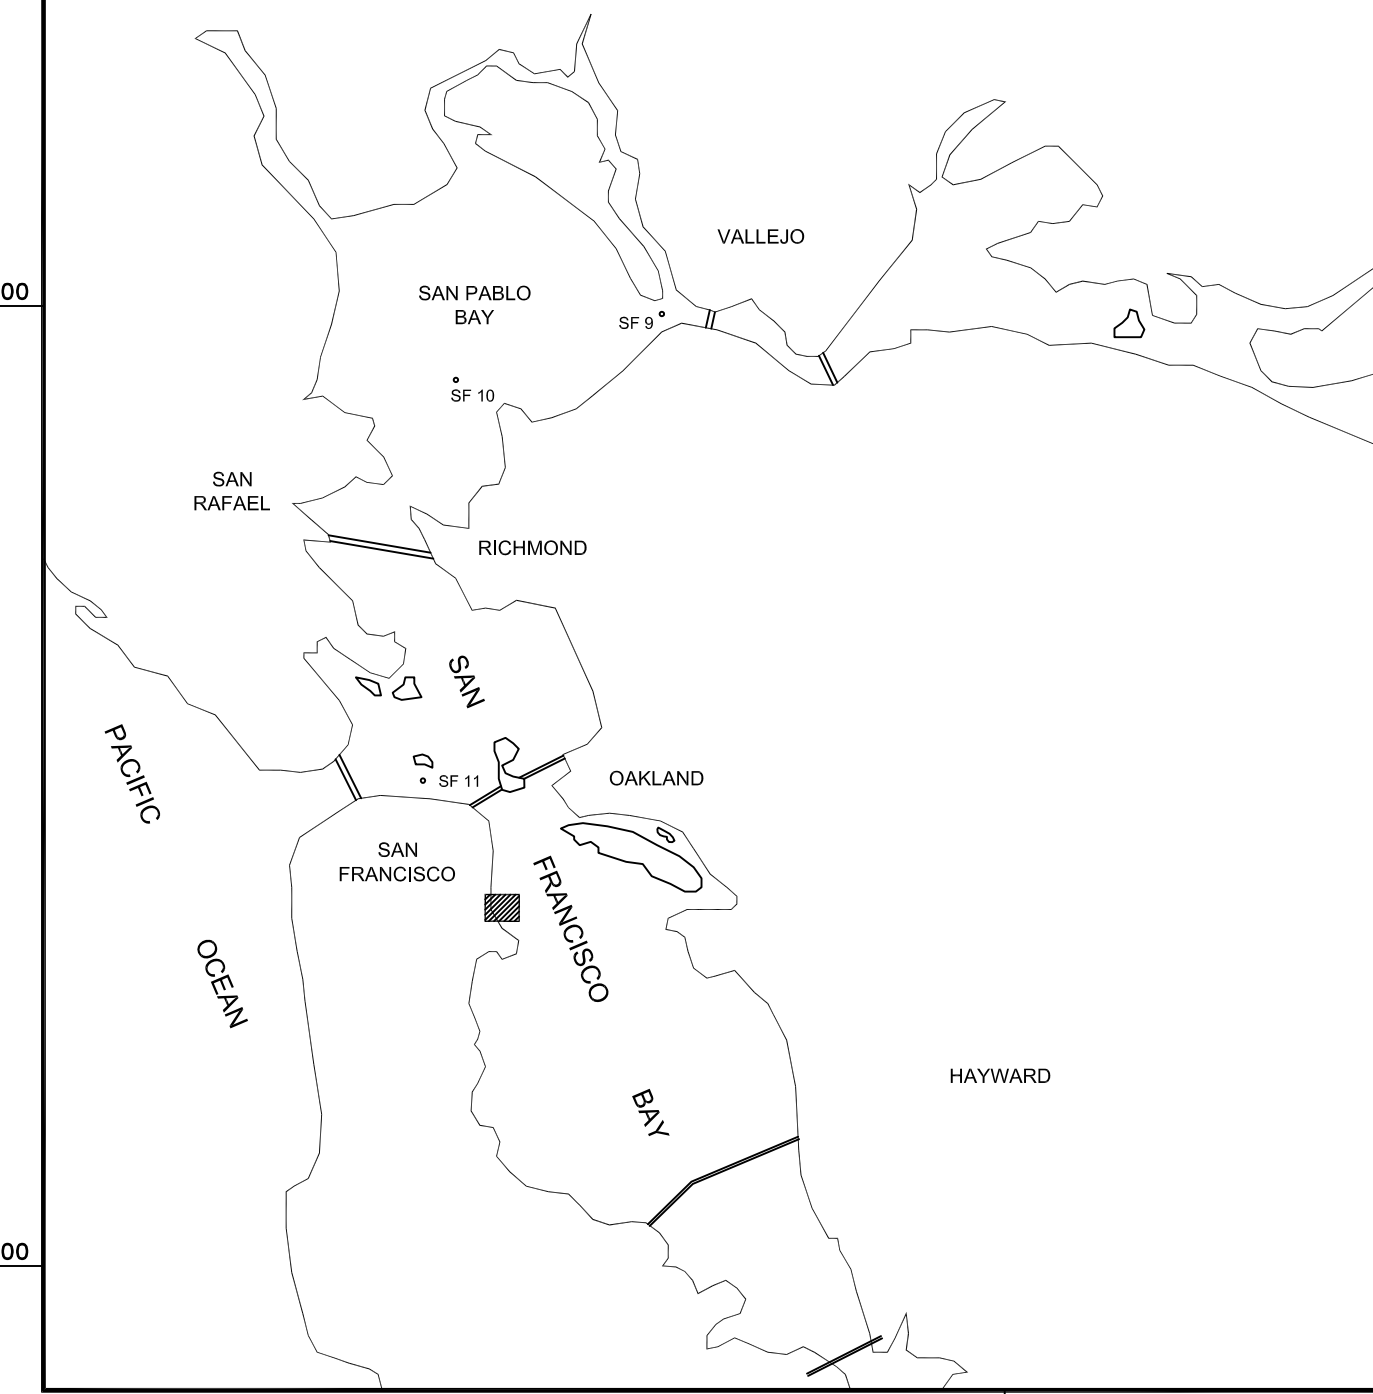 VALLEJO
00
SAN PABLO
BAY
SF 9
SF 10
SAN
RAFAEL
RICHMOND
SAN
PACIFIC
OAKLAND
SF 11
SAN
FRANCISCO
FRANCISCO
OCEAN
HAYWARD
BAY
00